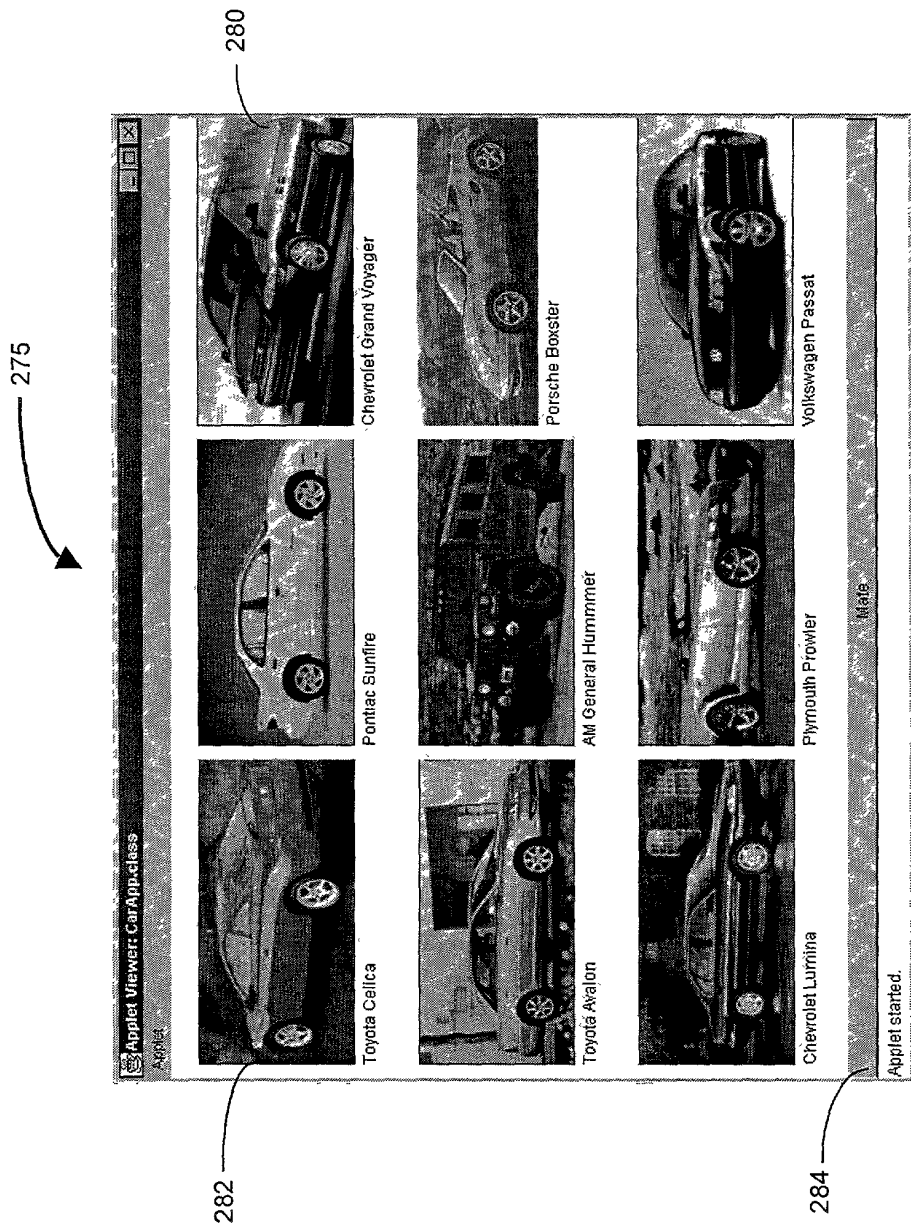 275
Applet Viewer: CarApp.class
Applet
280
282
Toyota Celica
Pontiac Sunfire
Chevrolet Grand Voyager
Toyota Avalon
AM General Hummmer
Porsche Boxster
Chevrolet Lumina
Plymouth Prowler
Volkswagen Passat
284
Mate
Applet started.